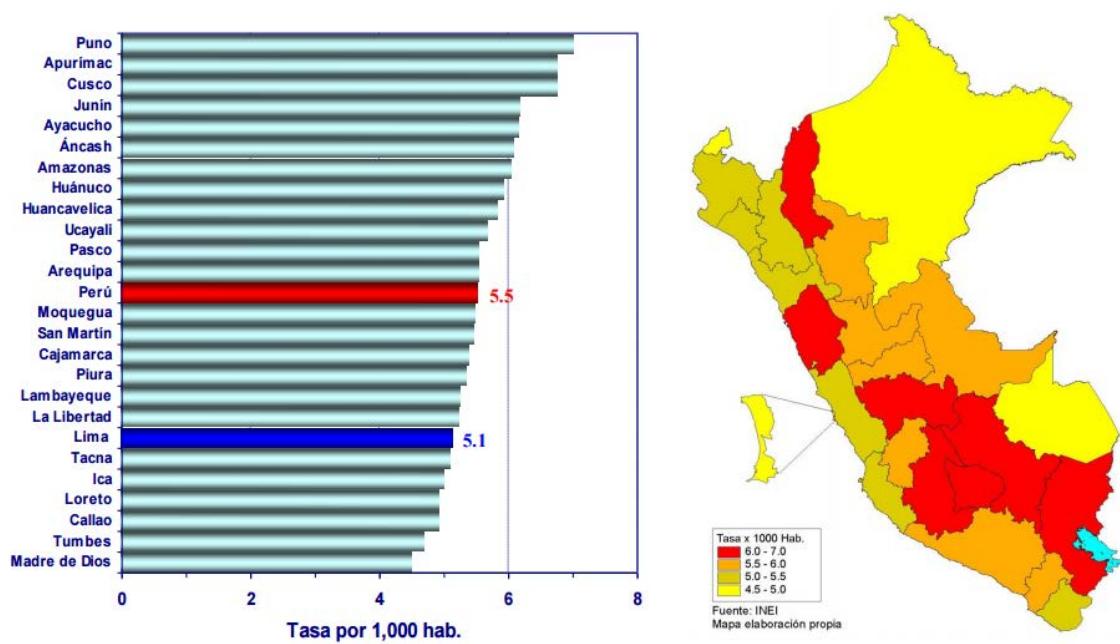 Puno
Apurímac
Cusco
Junín
Ayacucho
Áncash
Amazonas
Huánuco
Huancavelica
Ucayali
Pasco
Arequipa
Perú
5.5
Moquegua
San Martín
Cajamarca
Piura
Lambayeque
La Libertad
Lima
5.1
Tacna
Ica
Loreto
Callao
Tumbes
Madre de Dios
0 2 4 6 8
Tasa por 1,000 hab.
Tasa x 1000 Hab.
6.0 - 7.0
5.5 - 6.0
5.0 - 5.5
4.5 - 5.0
Fuente: INEI
Mapa elaboración propia